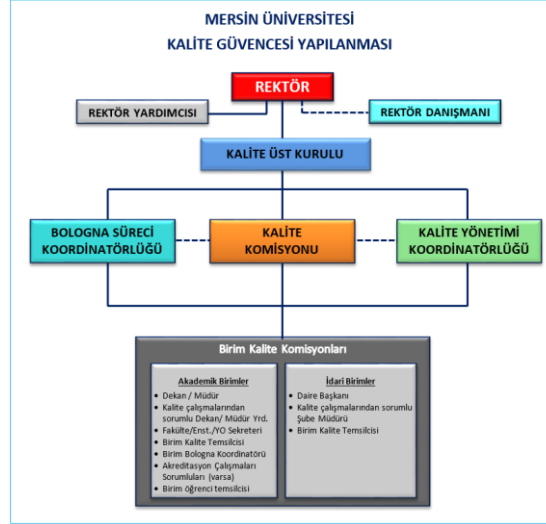 MERSİN ÜNİVERSİTESİ
KALİTE GÜVENCESİ YAPILANMASI
REKTÖR
REKTÖR YARDIMCISI
REKTÖR DANIŞMANI
KALİTE ÜST KURULU
BOLOGNA SÜRECİ
KOORDİNATÖRLÜĞÜ
KALİTE
KOMİSYONU
KALİTE YÖNETİMİ
KOORDİNATÖRLÜĞÜ
Birim Kalite Komisyonları
Akademik Birimler
• Dekan / Müdür
• Kalite çalışmalarından
sorumlu Dekan/ Müdür Yrd.
• Fakülte/Enst./YO Sekreteri
• Birim Kalite Temsilcisi
• Birim Bologna Koordinatörü
• Akreditasyon Çalışmaları
Sorumluları (varsa)
• Birim öğrenci temsilcisi
İdari Birimler
• Daire Başkanı
• Kalite çalışmalarından sorumlu
Şube Müdürü
• Birim Kalite Temsilcisi